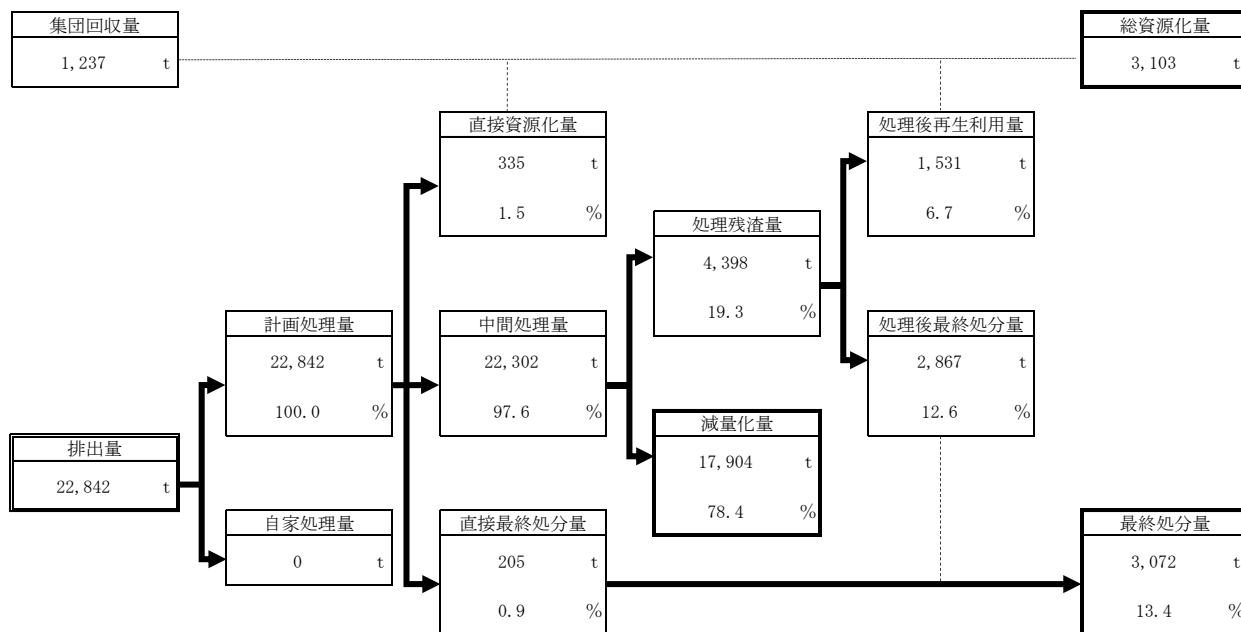 集団回収量
1,237 t
総資源化量
3,103 t
直接資源化量
335 t
1.5 %
処理後再生利用量
1,531 t
6.7 %
処理残渣量
4,398 t
19.3 %
計画処理量
22,842 t
100.0 %
中間処理量
22,302 t
97.6 %
処理後最終処分量
2,867 t
12.6 %
減量化量
17,904 t
78.4 %
排出量
22,842 t
自家処理量
0 t
直接最終処分量
205 t
0.9 %
最終処分量
3,072 t
13.4 %